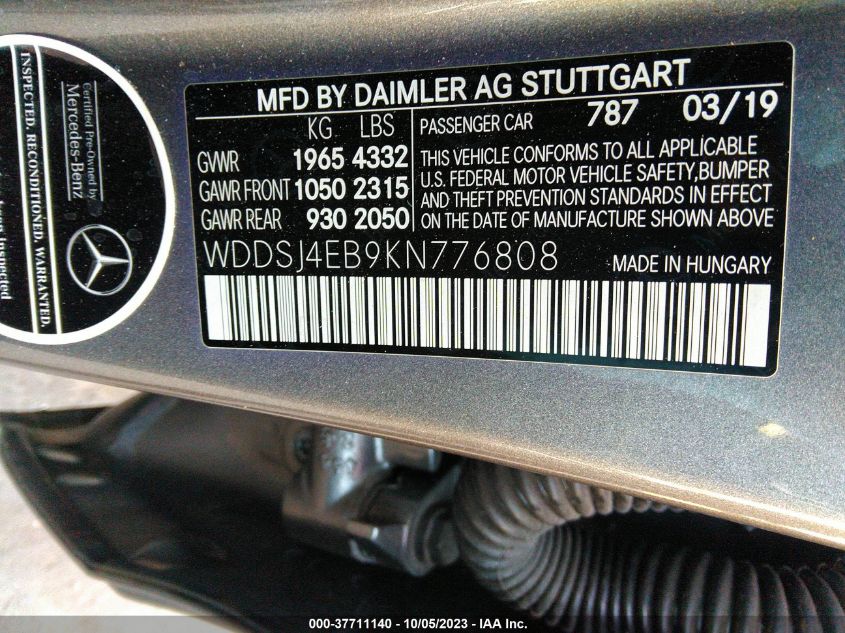 MFD BY DAIMLER AG STUTTGART
KG LBS
GVWR 1965 4332
GAWR FRONT 1050 2315
GAWR REAR 930 2050
PASSENGER CAR 787 03/19
THIS VEHICLE CONFORMS TO ALL APPLICABLE
U.S. FEDERAL MOTOR VEHICLE SAFETY,BUMPER
AND THEFT PREVENTION STANDARDS IN EFFECT
ON THE DATE OF MANUFACTURE SHOWN ABOVE
WDDSJ4EB9KN776808 MADE IN HUNGARY
Certified Pre-Owned by
Mercedes-Benz
INSPECTED. RECONDITIONED. WARRANTED.
been inspected
000-37711140 - 10/05/2023 - IAA Inc.